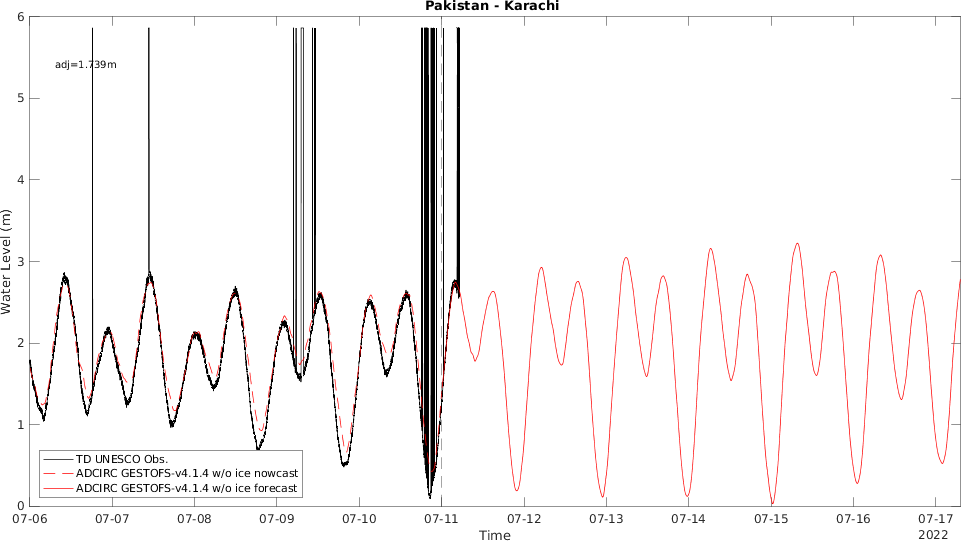 Pakistan - Karachi
adj=1.739m
Water Level (m)
6
5
4
3
2
1
0
TD UNESCO Obs.
ADCIRC GESTOFS-v4.1.4 w/o ice nowcast
ADCIRC GESTOFS-v4.1.4 w/o ice forecast
07-06 07-07 07-08 07-09 07-10 07-11 07-12 07-13 07-14 07-15 07-16 07-17
Time
2022